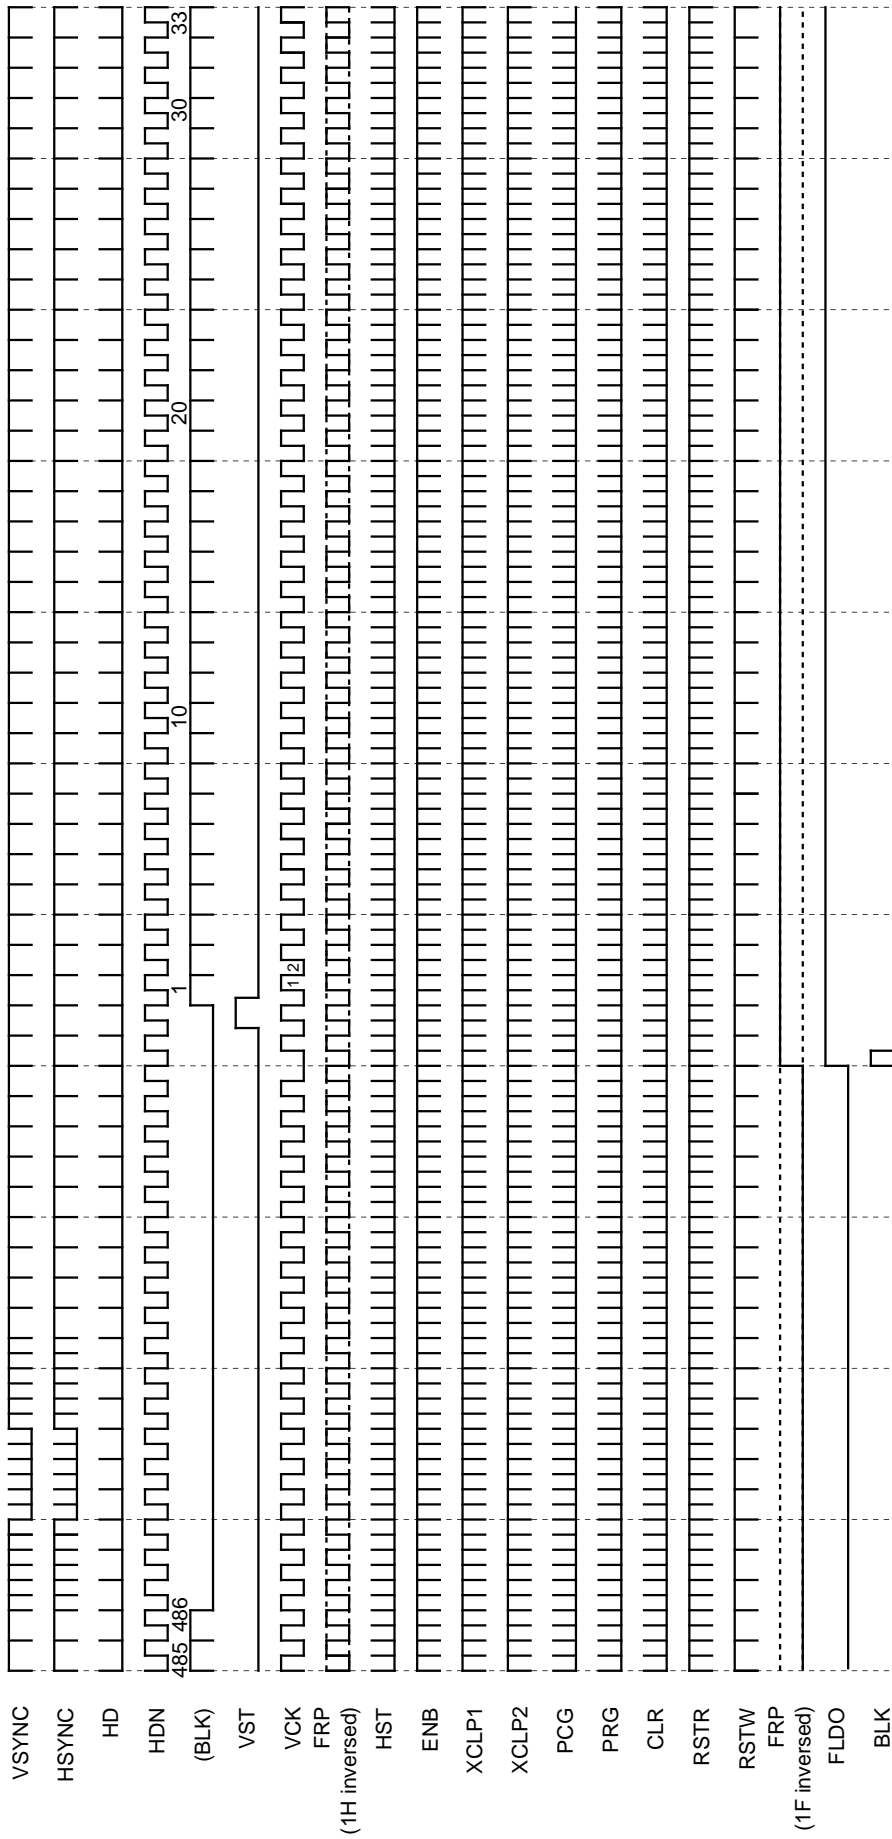 VSYNC
HSYNC
HD
HDN
485 486 1 10 20 30 33
(BLK)
VST
VCK
1 2
FRP
(1H inversed)
HST
ENB
XCLP1
XCLP2
PCG
PRG
CLR
RSTR
RSTW
FRP
(1F inversed)
FLDO
BLK